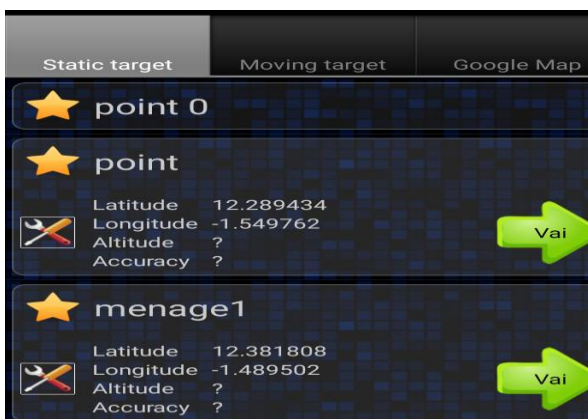 Static target Moving target Google Map
point 0
point
Latitude 12.289434
Longitude -1.549762
Altitude ?
Accuracy ?
Vai
menage1
Latitude 12.381808
Longitude -1.489502
Altitude ?
Accuracy ?
Vai